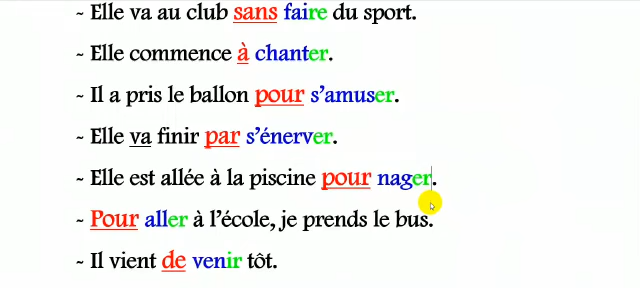 ~ Elle va au club sans faire du sport.
~ Elle commence à chanter.
~ Il a pris le ballon pour s'amuser.
~ Elle va finir par s'énerver.
~ Elle est allée à la piscine pour nager.
~ Pour aller à l'école, je prends le bus.
~ Il vient de venir tôt.